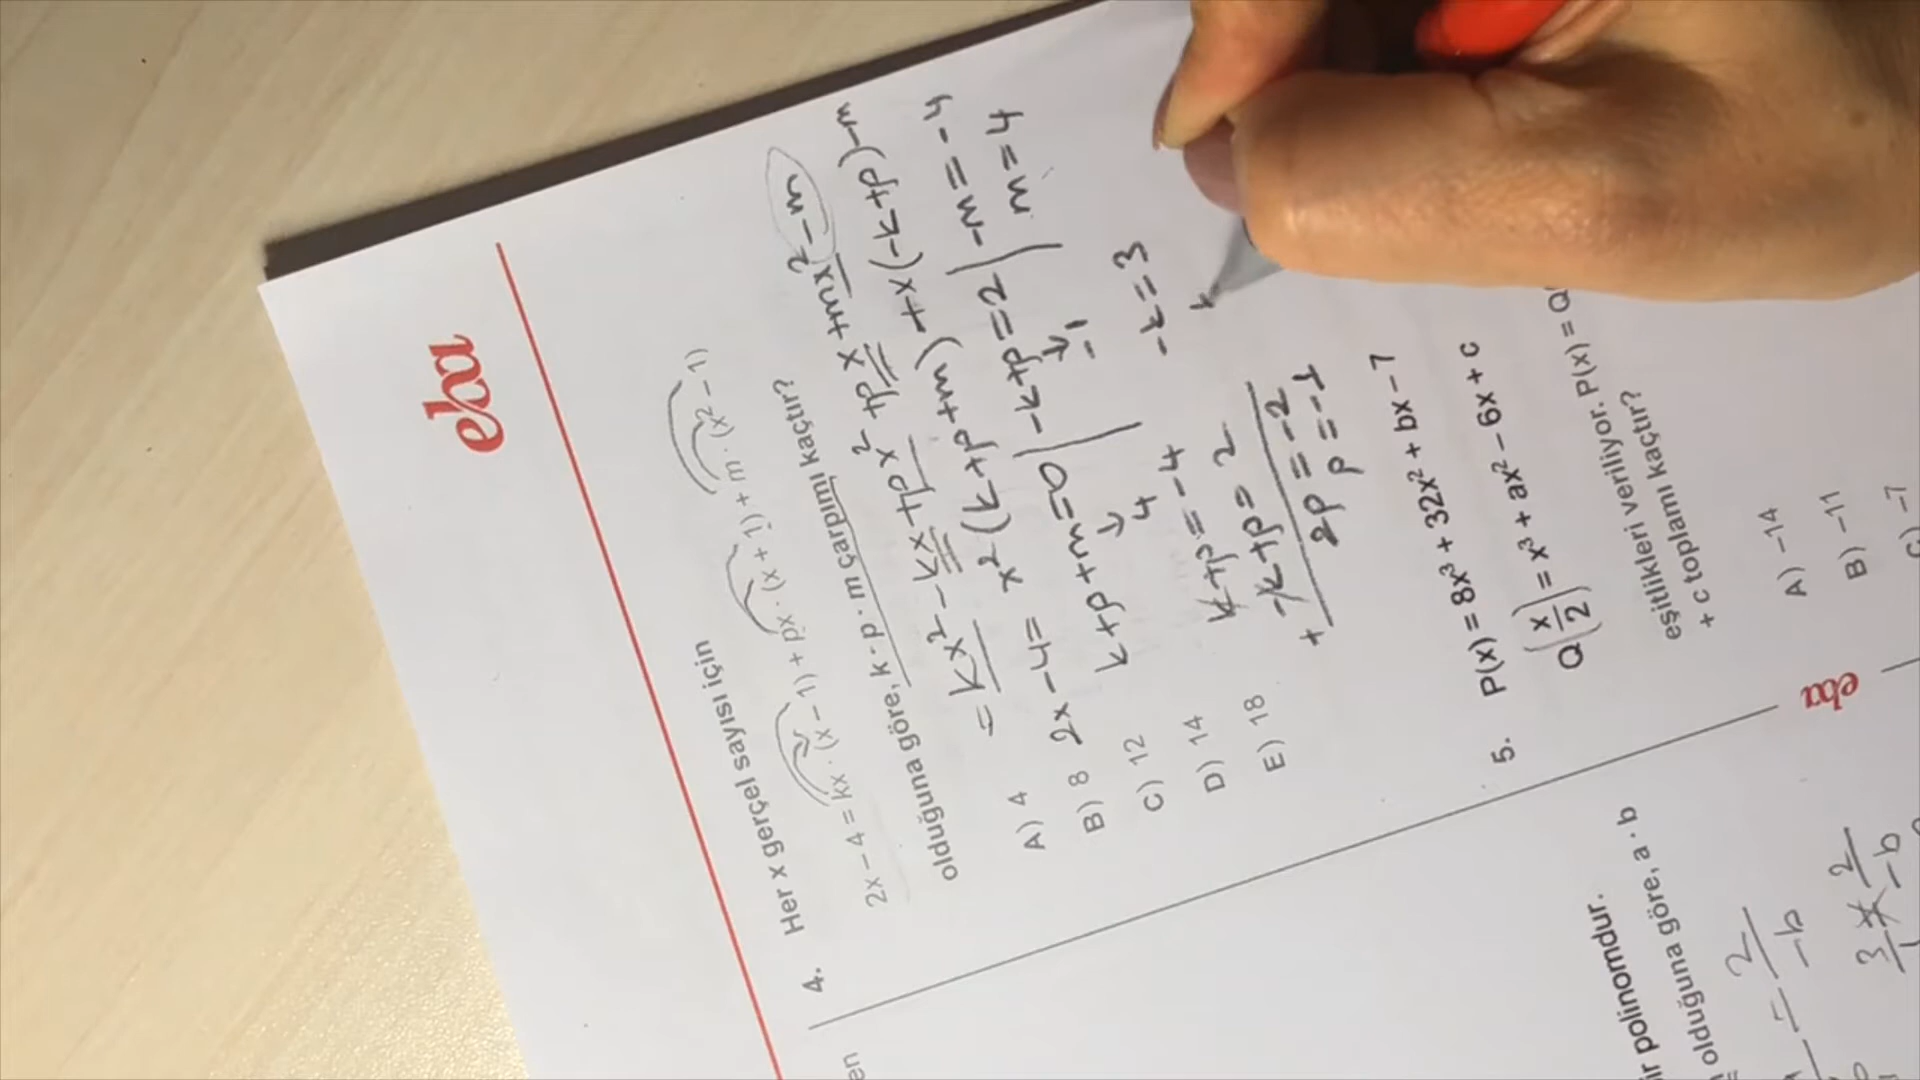 eba
4. Her x gerçel sayısı için
2x − 4 = kx · (x − 1) + px · (x + 1) + m · (x² − 1)
olduğuna göre, k · p · m çarpımı kaçtır?
= kx² − kx + px² + px + mx² − m
2x − 4 = x² (k+p+m) + x(−k+p) − m
k+p+m=0 | −k+p=2 | −m = −4
4
−1
m = 4
k+p = −4
−k+p = 2
+
2p = −2
p = −1
−k = 3
k
A) 4
B) 8
C) 12
D) 14
E) 18
5. P(x) = 8x³ + 32x² + bx − 7
Q(x/2) = x³ + ax² − 6x + c
eşitlikleri veriliyor. P(x) = Q
+ c toplamı kaçtır?
A) −14
B) −11
C) −7
eba
en
ir polinomdur.
olduğuna göre, a · b